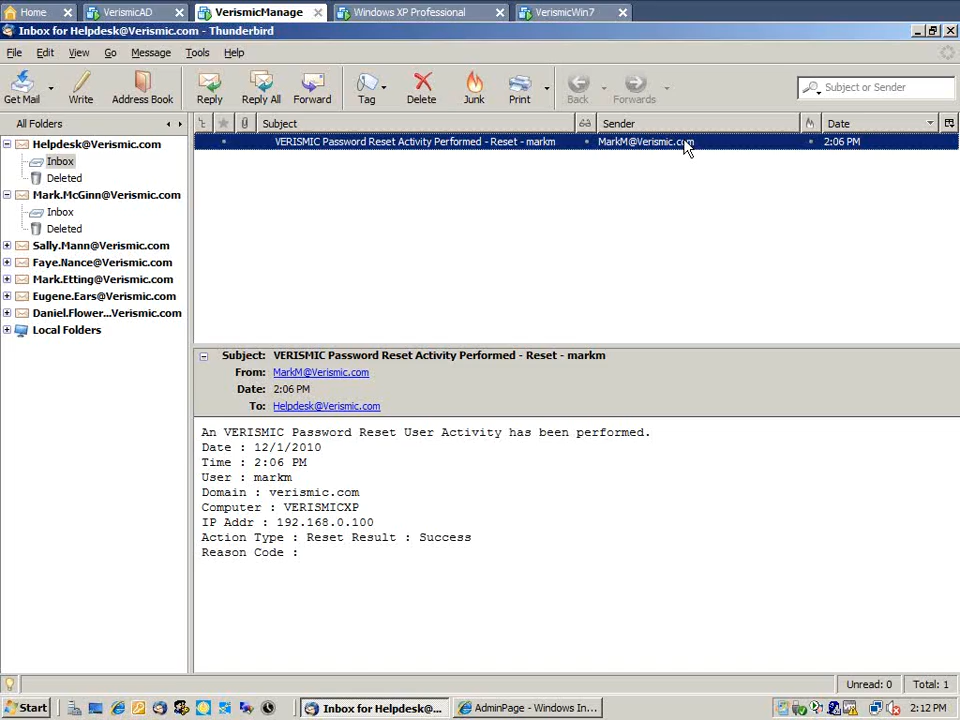 Home
VerismicAD
VerismicManage
Windows XP Professional
VerismicWin7
Inbox for Helpdesk@Verismic.com - Thunderbird
File Edit View Go Message Tools Help
Get Mail Write Address Book Reply Reply All Forward Tag Delete Junk Print Back Forwards Subject or Sender
All Folders
Subject Sender Date
Helpdesk@Verismic.com
Inbox
Deleted
Mark.McGinn@Verismic.com
Inbox
Deleted
Sally.Mann@Verismic.com
Faye.Nance@Verismic.com
Mark.Etting@Verismic.com
Eugene.Ears@Verismic.com
Daniel.Flower...Verismic.com
Local Folders
VERISMIC Password Reset Activity Performed - Reset - markm MarkM@Verismic.com 2:06 PM
Subject: VERISMIC Password Reset Activity Performed - Reset - markm
From: MarkM@Verismic.com
Date: 2:06 PM
To: Helpdesk@Verismic.com
An VERISMIC Password Reset User Activity has been performed.
Date : 12/1/2010
Time : 2:06 PM
User : markm
Domain : verismic.com
Computer : VERISMICXP
IP Addr : 192.168.0.100
Action Type : Reset Result : Success
Reason Code :
Unread: 0 Total: 1
Start Inbox for Helpdesk@... AdminPage - Windows In... 2:12 PM